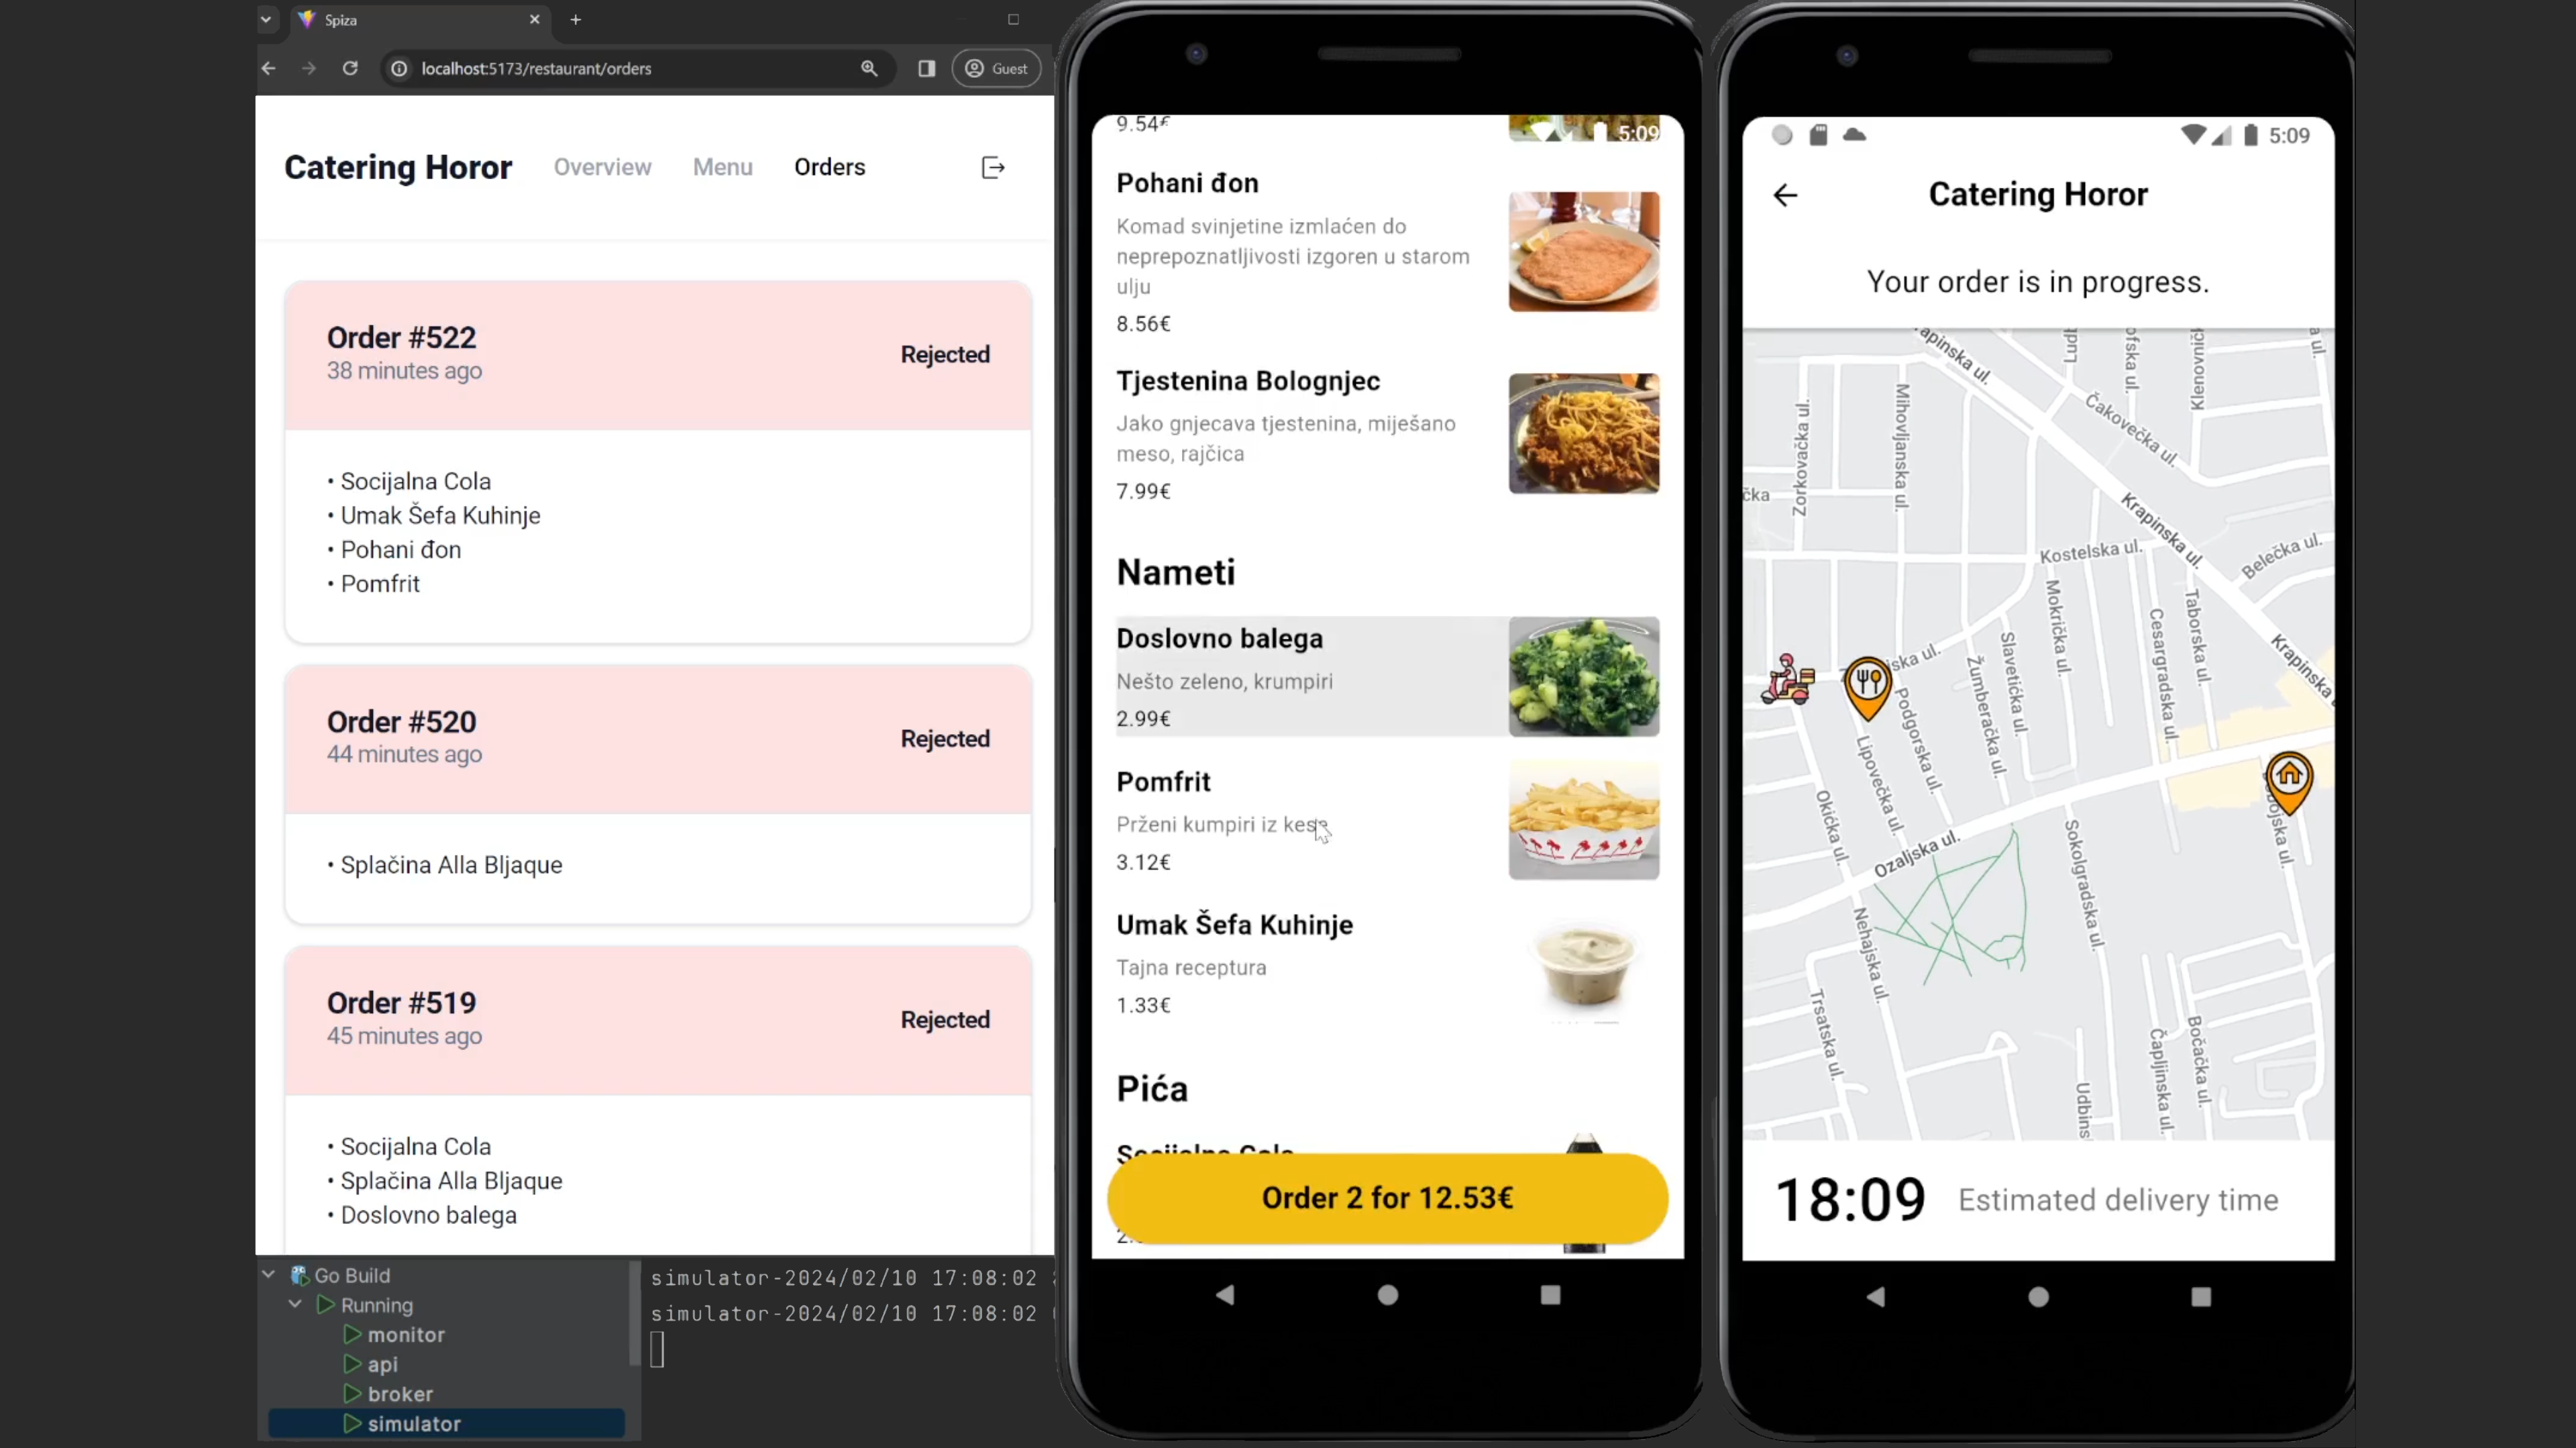 Spiza
localhost:5173/restaurant/orders
Guest
Catering Horor
Overview
Menu
Orders
Order #522
38 minutes ago
Rejected
• Socijalna Cola
• Umak Šefa Kuhinje
• Pohani đon
• Pomfrit
Order #520
44 minutes ago
Rejected
• Splačina Alla Bljaque
Order #519
45 minutes ago
Rejected
• Socijalna Cola
• Splačina Alla Bljaque
• Doslovno balega
Go Build
Running
monitor
api
broker
simulator
simulator-2024/02/10 17:08:02
simulator-2024/02/10 17:08:02
9.54€
5:09
Pohani đon
Komad svinjetine izmlaćen do
neprepoznatljivosti izgoren u starom
ulju
8.56€
Tjestenina Bolognjec
Jako gnjecava tjestenina, miješano
meso, rajčica
7.99€
Nameti
Doslovno balega
Nešto zeleno, krumpiri
2.99€
Pomfrit
Prženi kumpiri iz kese
3.12€
Umak Šefa Kuhinje
Tajna receptura
1.33€
Pića
Socijalna Cola
Order 2 for 12.53€
5:09
Catering Horor
Your order is in progress.
Zorkovačka ul.
Mihovljanska ul.
Čakovečka ul.
Krapinska ul.
Kostelska ul.
Belečka ul.
Mokrička ul.
Taborska ul.
Cesargradska ul.
Slavetićka ul.
Žumberačka ul.
Podgorska ul.
Lipovečka ul.
Okićka ul.
Ozaljska ul.
Nehajska ul.
Sokolgradska ul.
Trsatska ul.
Čapljinska ul.
Bočačka ul.
18:09 Estimated delivery time